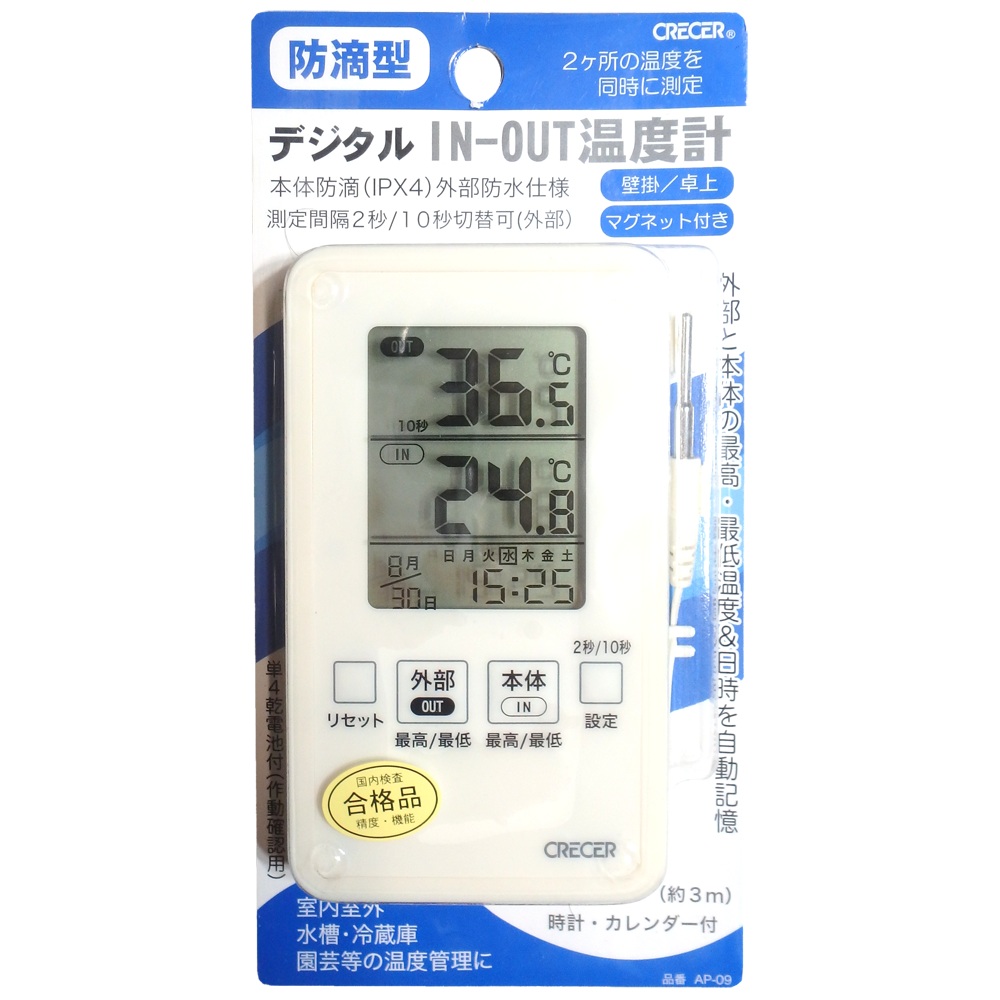 防滴型
CRECER®
2ヶ所の温度を
同時に測定
デジタル IN-OUT温度計
本体防滴(IPX4)外部防水仕様
壁掛/卓上
測定間隔2秒/10秒切替可(外部)
マグネット付き
外部と本体の最高・最低温度&日時を自動記憶
OUT
36.5℃
10秒
IN
24.8℃
日月火水木金土
8月/30日
15:25
2秒/10秒
外部
OUT
本体
IN
リセット
最高/最低
最高/最低
設定
国内検査
合格品
精度・機能
CRECER
単4乾電池付(作動確認用)
(約3m)
時計・カレンダー付
室内室外
水槽・冷蔵庫
園芸等の温度管理に
品番 AP-09